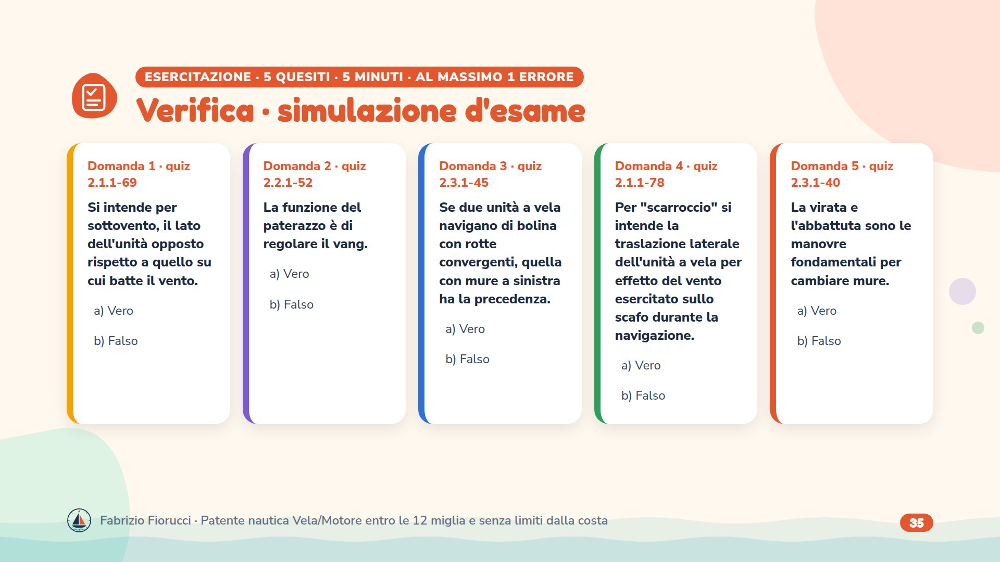 ESERCITAZIONE · 5 QUESITI · 5 MINUTI · AL MASSIMO 1 ERRORE
Verifica · simulazione d'esame
Domanda 1 · quiz
2.1.1-69
Si intende per
sottovento, il lato
dell'unità opposto
rispetto a quello su
cui batte il vento.
a) Vero
b) Falso
Domanda 2 · quiz
2.2.1-52
La funzione del
paterazzo è di
regolare il vang.
a) Vero
b) Falso
Domanda 3 · quiz
2.3.1-45
Se due unità a vela
navigano di bolina
con rotte
convergenti, quella
con mure a sinistra
ha la precedenza.
a) Vero
b) Falso
Domanda 4 · quiz
2.1.1-78
Per "scarroccio" si
intende la
traslazione laterale
dell'unità a vela per
effetto del vento
esercitato sullo
scafo durante la
navigazione.
a) Vero
b) Falso
Domanda 5 · quiz
2.3.1-40
La virata e
l'abbattuta sono le
manovre
fondamentali per
cambiare mure.
a) Vero
b) Falso
Fabrizio Fiorucci · Patente nautica Vela/Motore entro le 12 miglia e senza limiti dalla costa
35